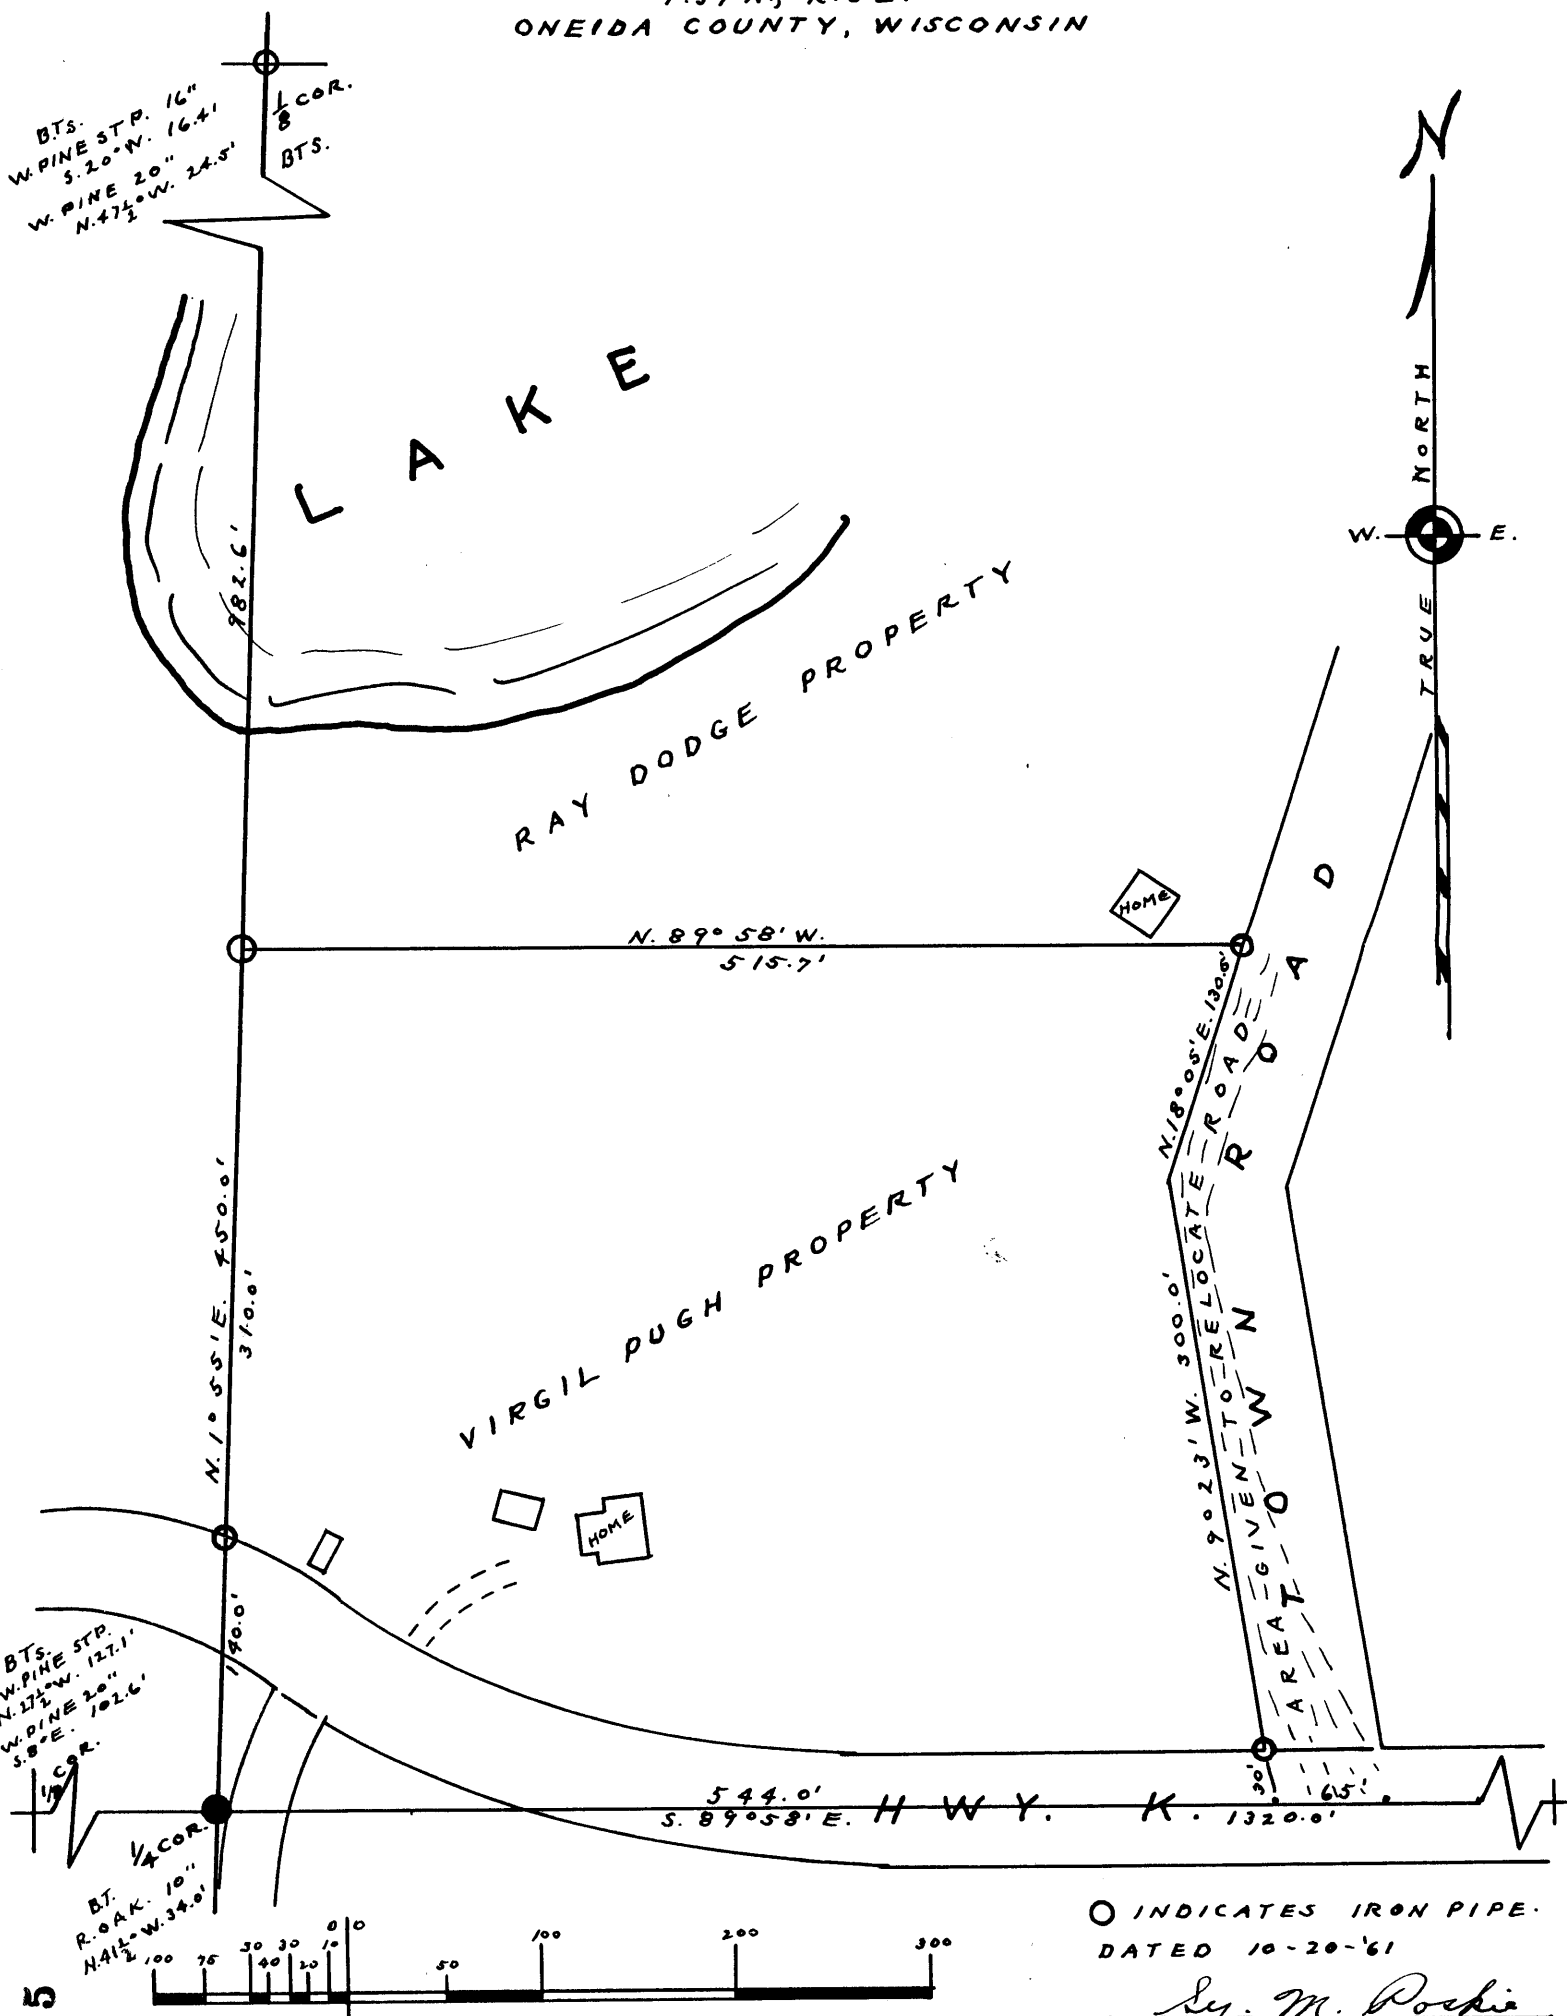 ONEIDA COUNTY, WISCONSIN
BTS.
W. PINE STP. 16"
S. 20° W. 16.4'
W. PINE 20"
N. 47½° W. 24.5'
1/8 COR.
BTS.
N
TRUE NORTH
W. E.
LAKE
982.6'
RAY DODGE PROPERTY
HOME
N. 89° 58' W.
515.7'
N. 18° 05' E. 130.6'
TOWN ROAD
AREA GIVEN TO RELOCATE ROAD
N. 1° 55' E. 450.0'
310.0'
VIRGIL PUGH PROPERTY
N. 9° 23' W. 300.0'
HOME
140.0'
BTS.
W. PINE STP.
N. 27½° W. 127.1'
W. PINE 20"
S. 8° E. 102.6'
1/8 COR.
544.0'
S. 89° 58' E.
HWY. K.
30'
65'
1320.0'
1/4 COR.
BT.
R. OAK. 10"
N. 41½° W. 34.0'
100 75 50 40 30 20 10 0 0 50 100 200 300
O INDICATES IRON PIPE.
DATED 10-20-'61
5